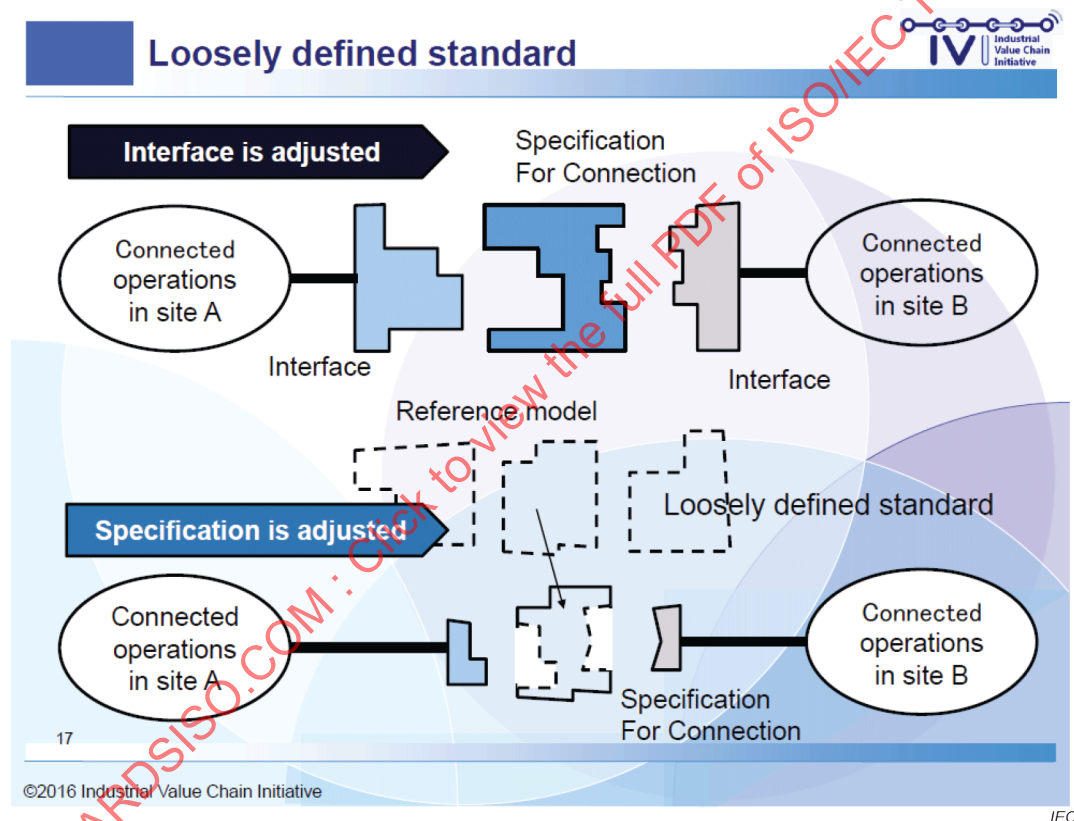 Loosely defined standard
IV
Industrial
Value Chain
Initiative
Interface is adjusted
Specification
For Connection
Connected
operations
in site A
Connected
operations
in site B
Interface
Interface
Reference model
Loosely defined standard
Specification is adjusted
Connected
operations
in site A
Connected
operations
in site B
Specification
For Connection
17
©2016 Industrial Value Chain Initiative
IEC
ARDSISO.COM : Click to view the full PDF of ISO/IEC T